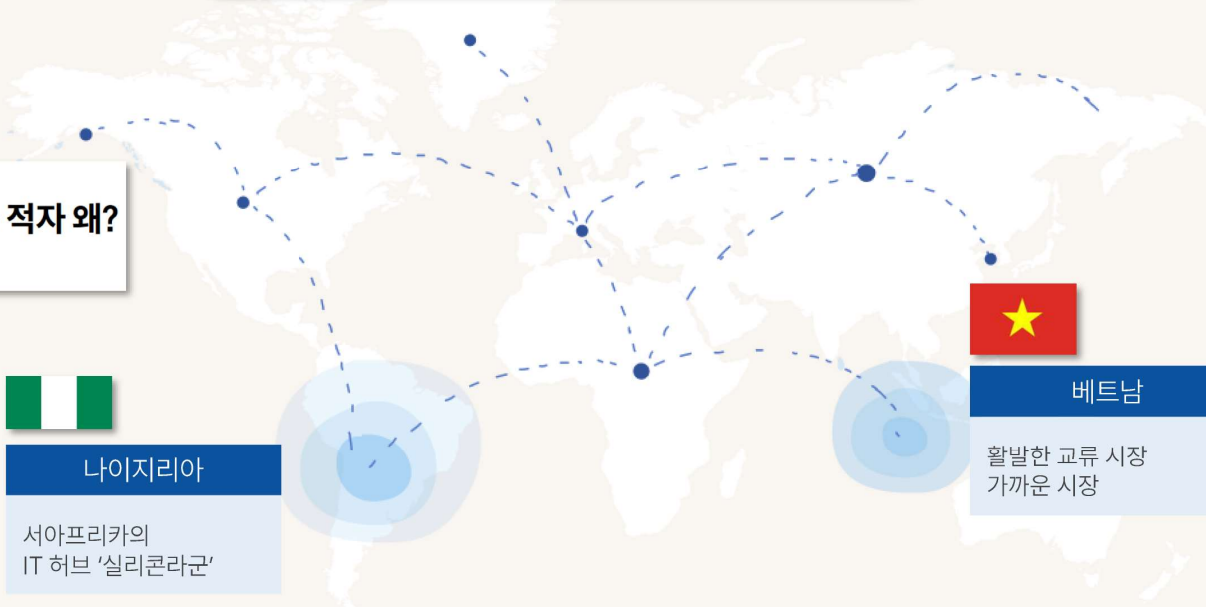 적자 왜?
나이지리아
서아프리카의
IT 허브 ‘실리콘라군’
베트남
활발한 교류 시장
가까운 시장